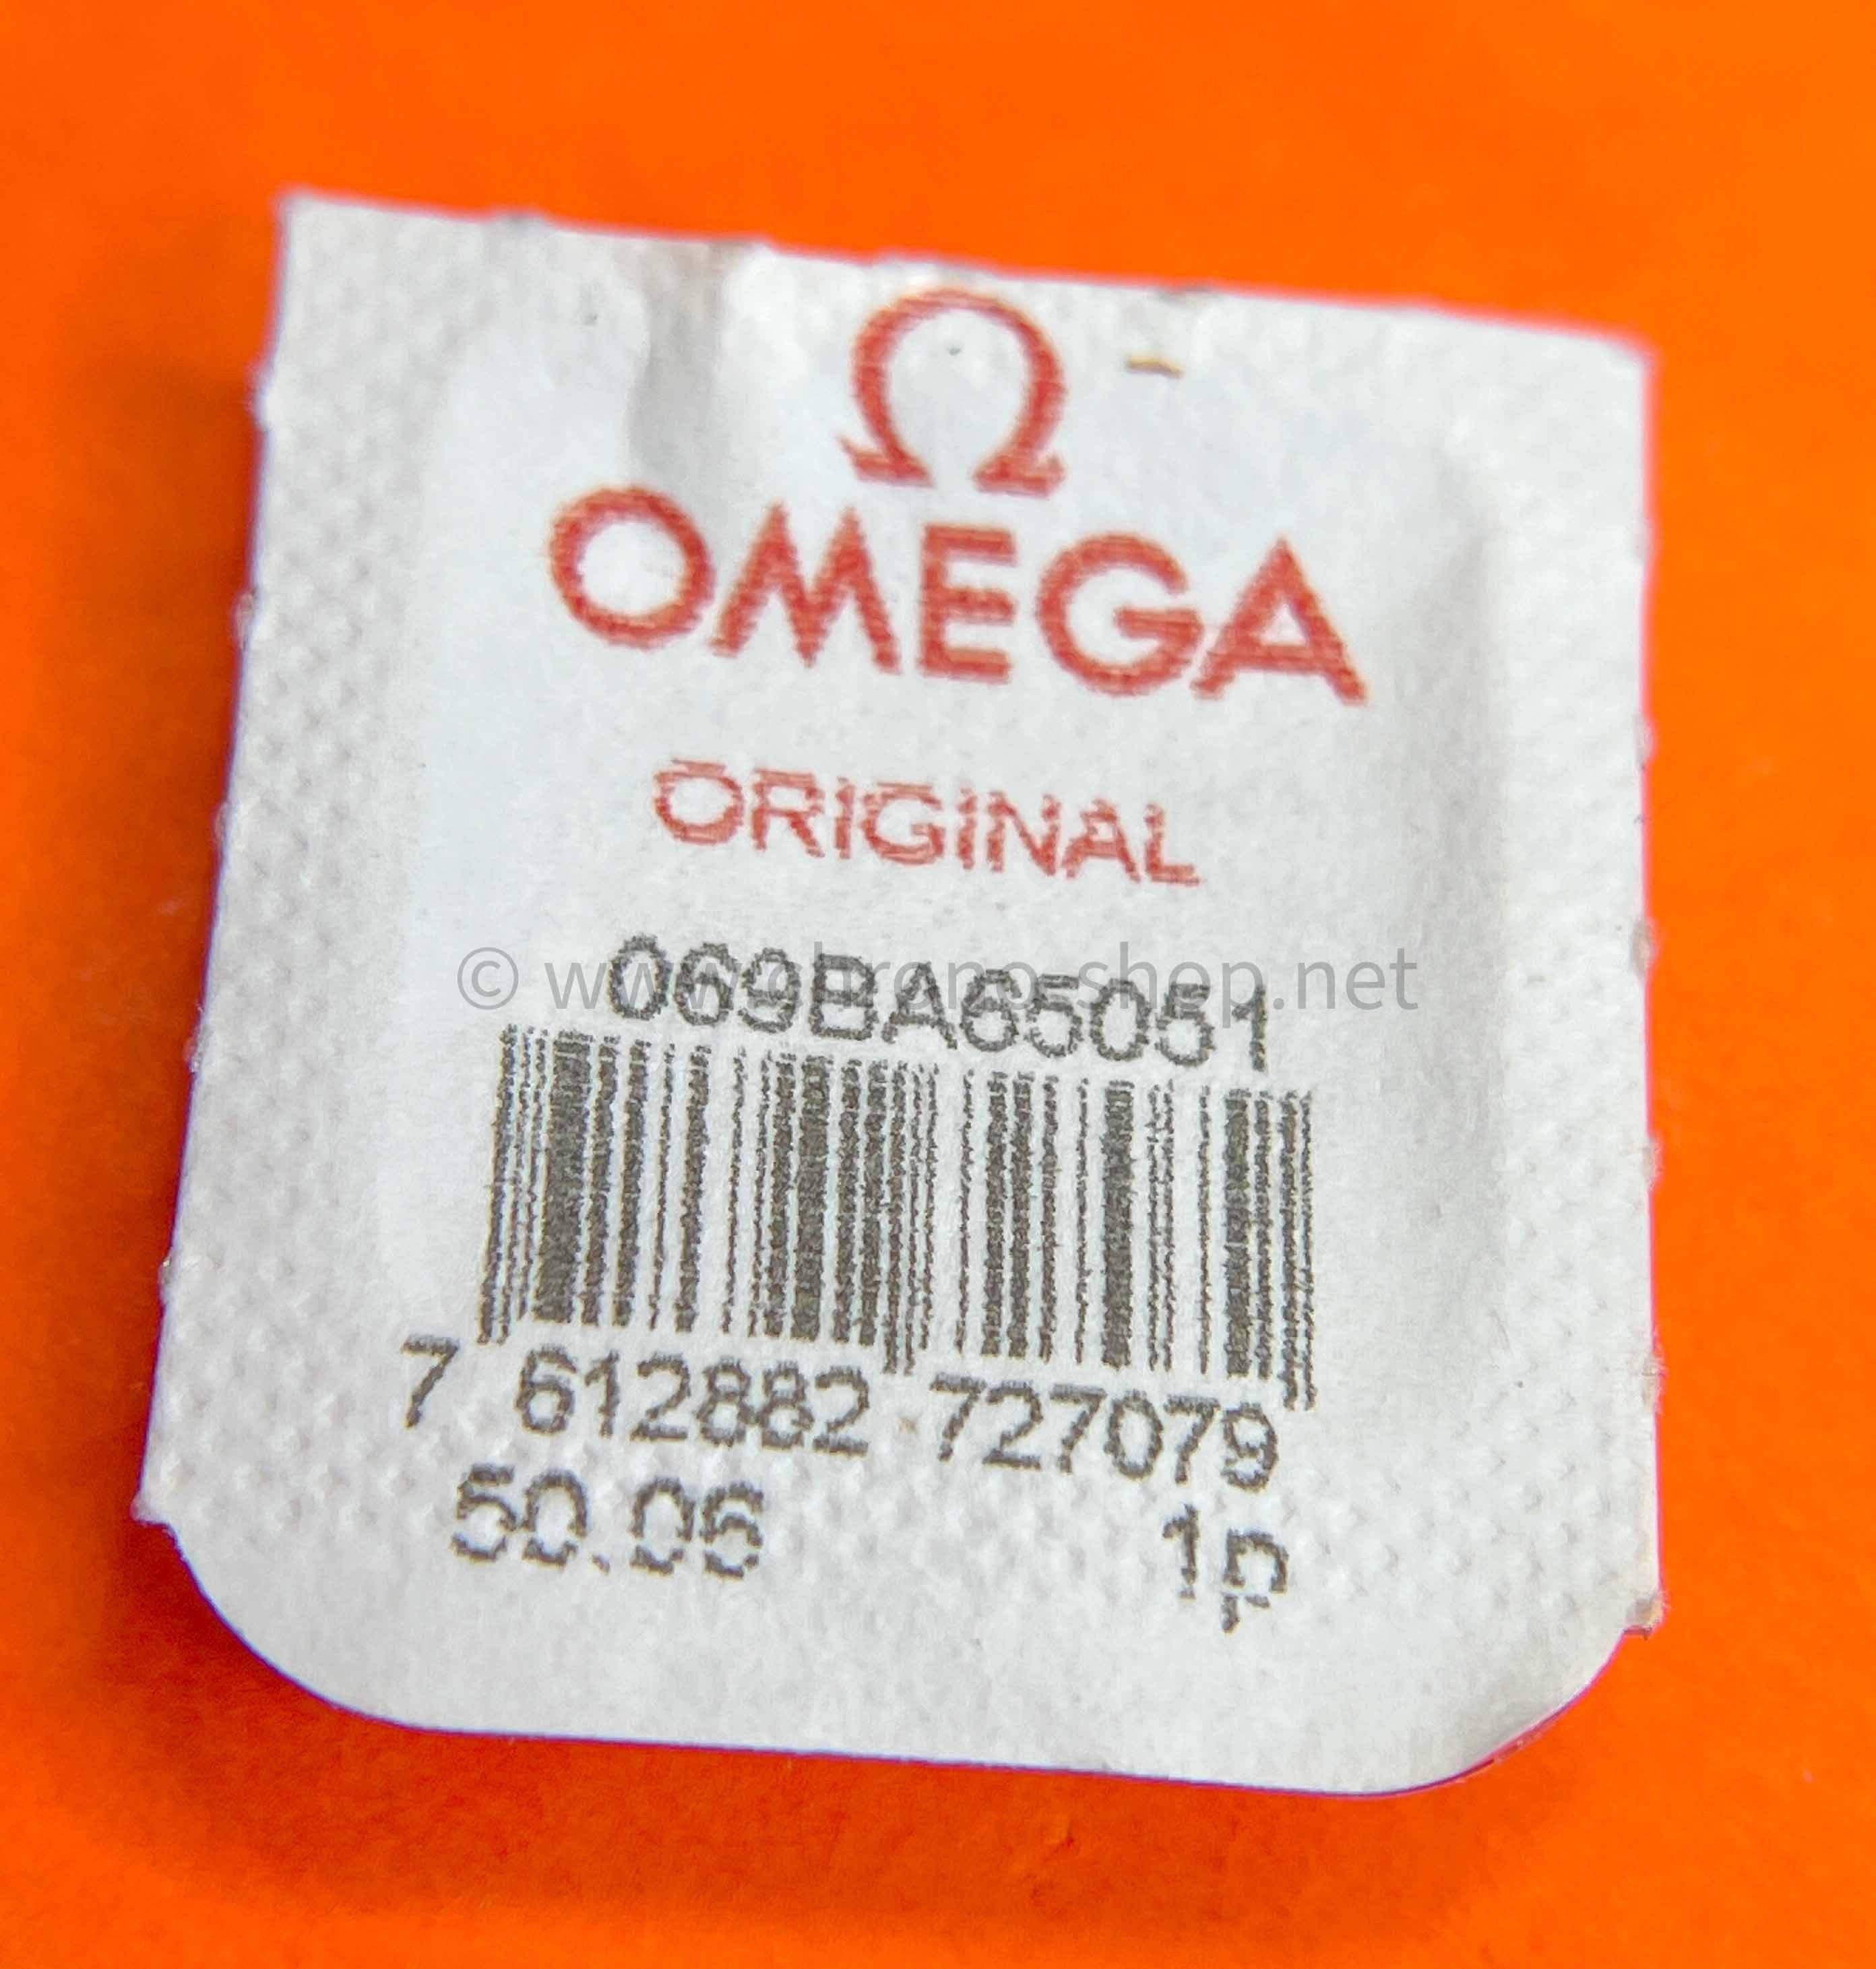 Ω
OMEGA
ORIGINAL
069BA65051
© www.chrono-shop.net
7 612882 727079
50.06 1p